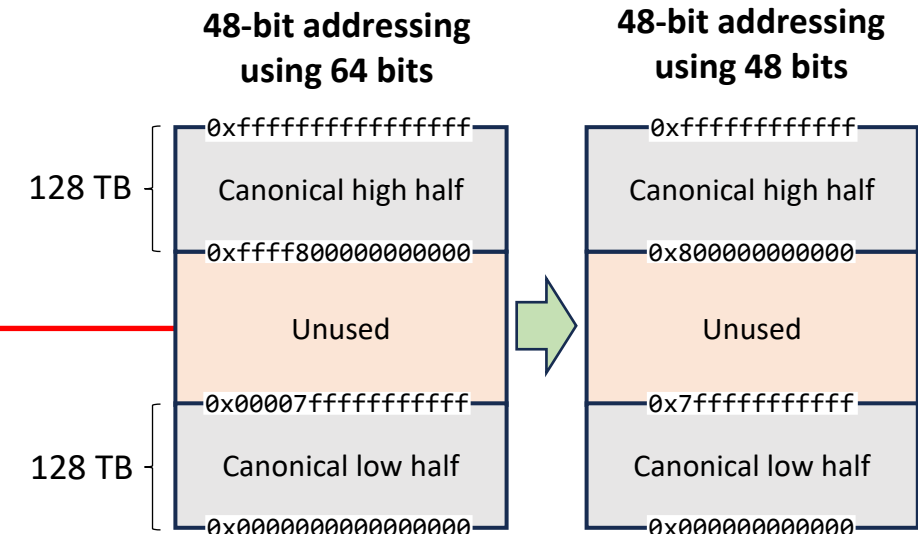 48-bit addressing
using 64 bits
48-bit addressing
using 48 bits
0xffffffffffffffff
128 TB
Canonical high half
0xffff800000000000
Unused
0x00007fffffffffff
128 TB
Canonical low half
0x0000000000000000
0xffffffffffff
Canonical high half
0x800000000000
Unused
0x7fffffffffff
Canonical low half
0x000000000000